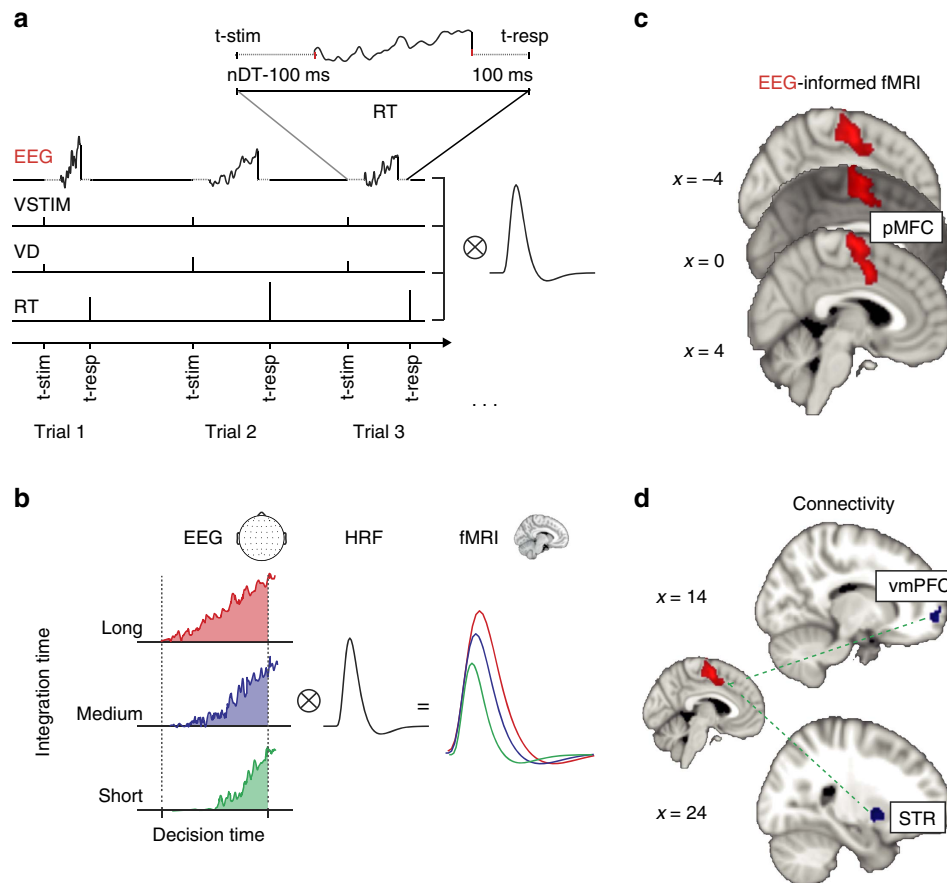 a
t-stim
t-resp
nDT-100 ms
100 ms
RT
EEG
VSTIM
VD
RT
t-stim
t-resp
t-stim
t-resp
t-stim
t-resp
Trial 1
Trial 2
Trial 3
. . .
b
EEG
HRF
fMRI
Integration time
Long
Medium
Short
⊗
=
Decision time
c
EEG-informed fMRI
x = –4
pMFC
x = 0
x = 4
d
Connectivity
vmPFC
x = 14
x = 24
STR